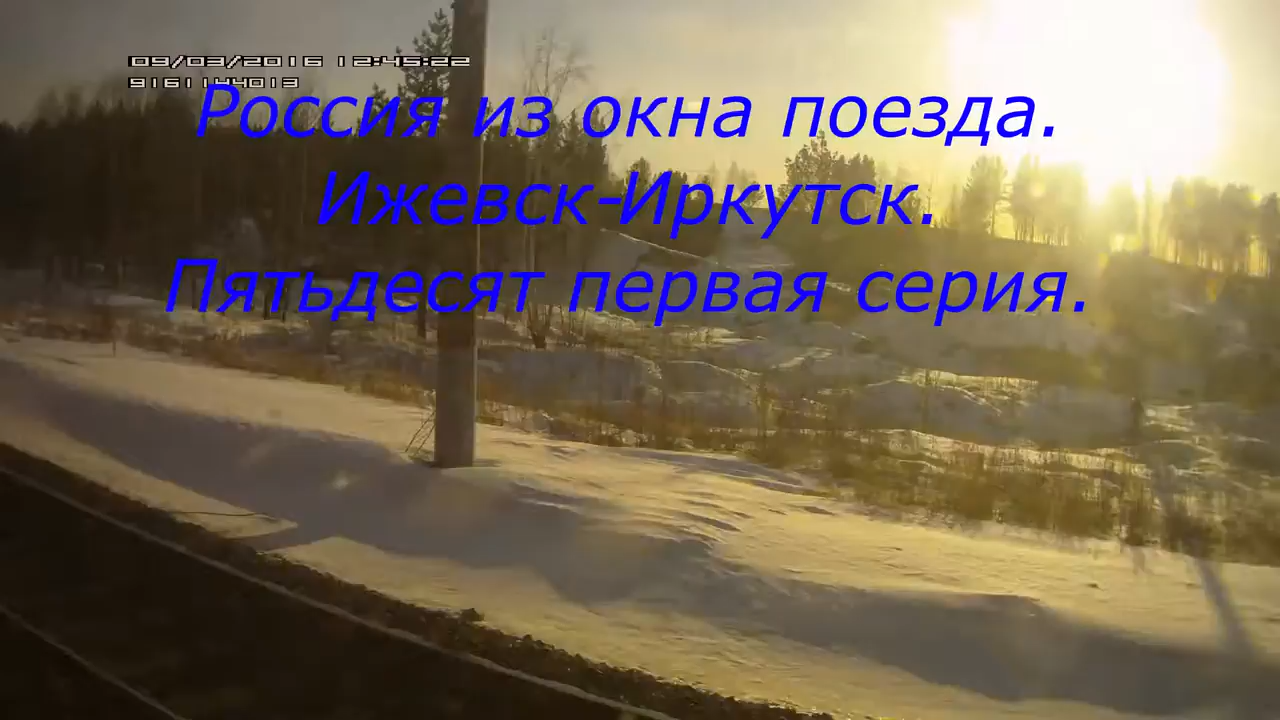 09/03/2016 12:45:22
9161144013
Россия из окна поезда.
Ижевск-Иркутск.
Пятьдесят первая серия.